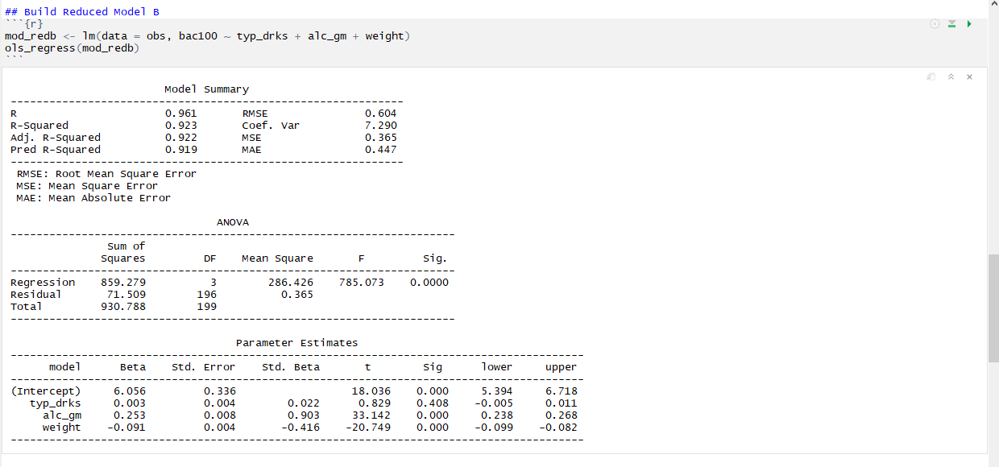 ## Build Reduced Model B
```{r}
mod_redb <- lm(data = obs, bac100 ~ typ_drks + alc_gm + weight)
ols_regress(mod_redb)
```
Model Summary
---------------------------------------------------------------
R                       0.961       RMSE               0.604
R-Squared               0.923       Coef. Var          7.290
Adj. R-Squared          0.922       MSE                0.365
Pred R-Squared          0.919       MAE                0.447
---------------------------------------------------------------
RMSE: Root Mean Square Error
MSE: Mean Square Error
MAE: Mean Absolute Error
ANOVA
---------------------------------------------------------------------
Sum of
Squares         DF    Mean Square       F         Sig.
---------------------------------------------------------------------
Regression    859.279          3        286.426    785.073    0.0000
Residual       71.509        196          0.365
Total         930.788        199
---------------------------------------------------------------------
Parameter Estimates
-----------------------------------------------------------------------------------------
model      Beta    Std. Error    Std. Beta       t        Sig      lower     upper
-----------------------------------------------------------------------------------------
(Intercept)     6.056         0.336                  18.036    0.000     5.394     6.718
typ_drks     0.003         0.004        0.022      0.829    0.408    -0.005     0.011
alc_gm     0.253         0.008        0.903     33.142    0.000     0.238     0.268
weight    -0.091         0.004       -0.416    -20.749    0.000    -0.099    -0.082
-----------------------------------------------------------------------------------------